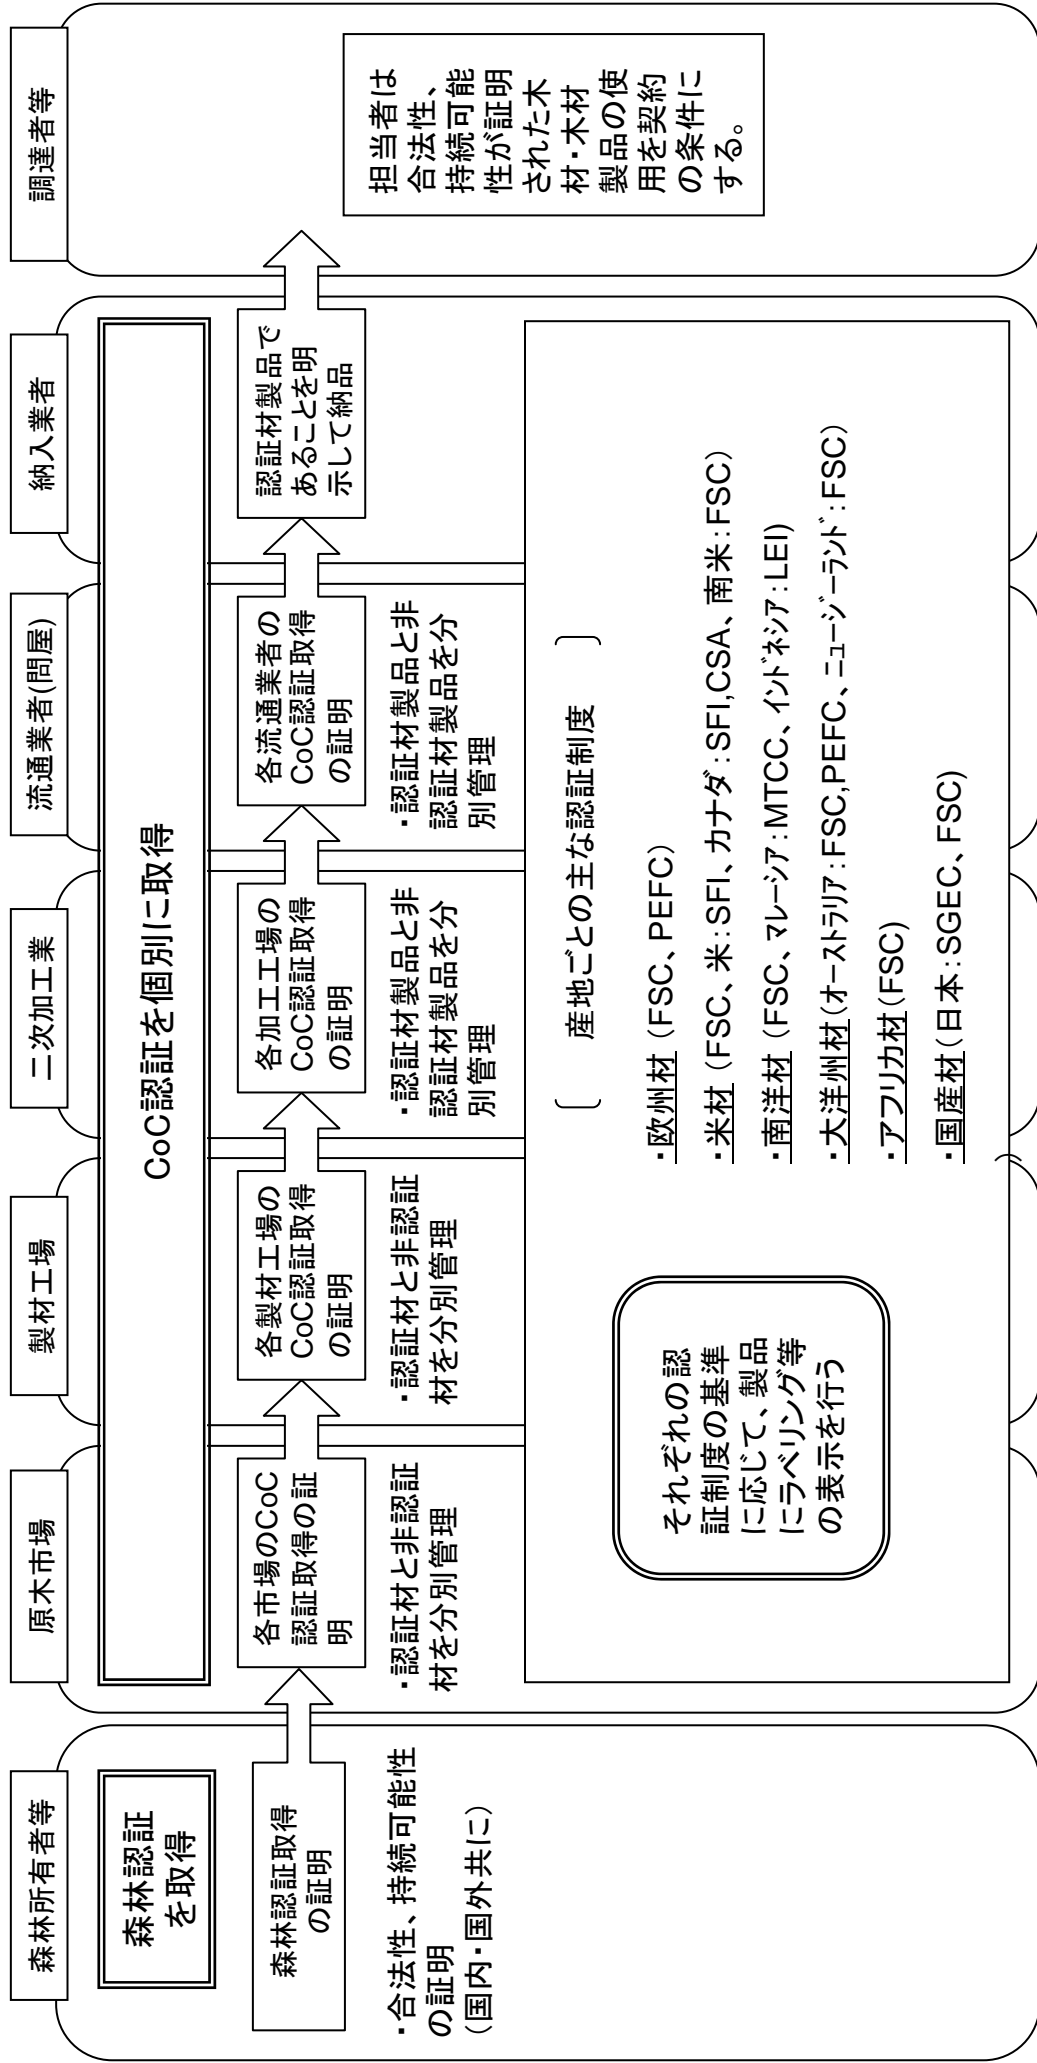 森林所有者等
森林認証
を取得
森林認証取得
の証明
・合法性、持続可能性
の証明
(国内・国外共に)
原木市場
製材工場
二次加工業
流通業者(問屋)
納入業者
CoC認証を個別に取得
各市場のCoC
認証取得の証
明
・認証材と非認証
材を分別管理
各製材工場の
CoC認証取得
の証明
・認証材と非認証
材を分別管理
各加工工場の
CoC認証取得
の証明
・認証材製品と非
認証材製品を分
別管理
各流通業者の
CoC認証取得
の証明
・認証材製品と非
認証材製品を分
別管理
認証材製品で
あることを明
示して納品
それぞれの認
証制度の基準
に応じて、製品
にラベリング等
の表示を行う
〔 産地ごとの主な認証制度 〕
・欧州材 (FSC、PEFC)
・米材 (FSC、米:SFI、カナダ:SFI,CSA、南米:FSC)
・南洋材 (FSC、マレーシア:MTCC、インドネシア:LEI)
・大洋州材 (オーストラリア:FSC,PEFC、ニュージーランド:FSC)
・アフリカ材(FSC)
・国産材(日本:SGEC、FSC)
調達者等
担当者は
合法性、
持続可能
性が証明
された木
材・木材
製品の使
用を契約
の条件に
する。